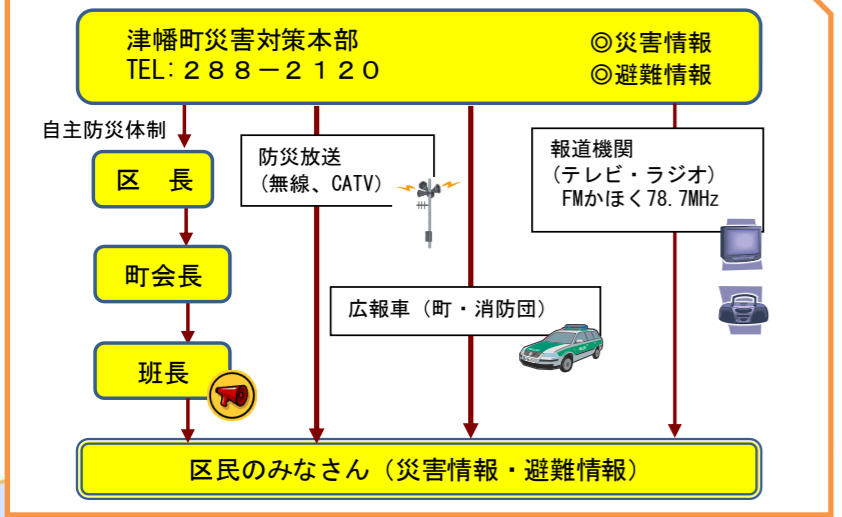 津幡町災害対策本部
TEL：２８８－２１２０
◎災害情報
◎避難情報
自主防災体制
区　長
町会長
班長
防災放送
(無線、CATV)
広報車（町・消防団）
報道機関
(テレビ・ラジオ)
FMかほく78.7MHz
区民のみなさん（災害情報・避難情報）